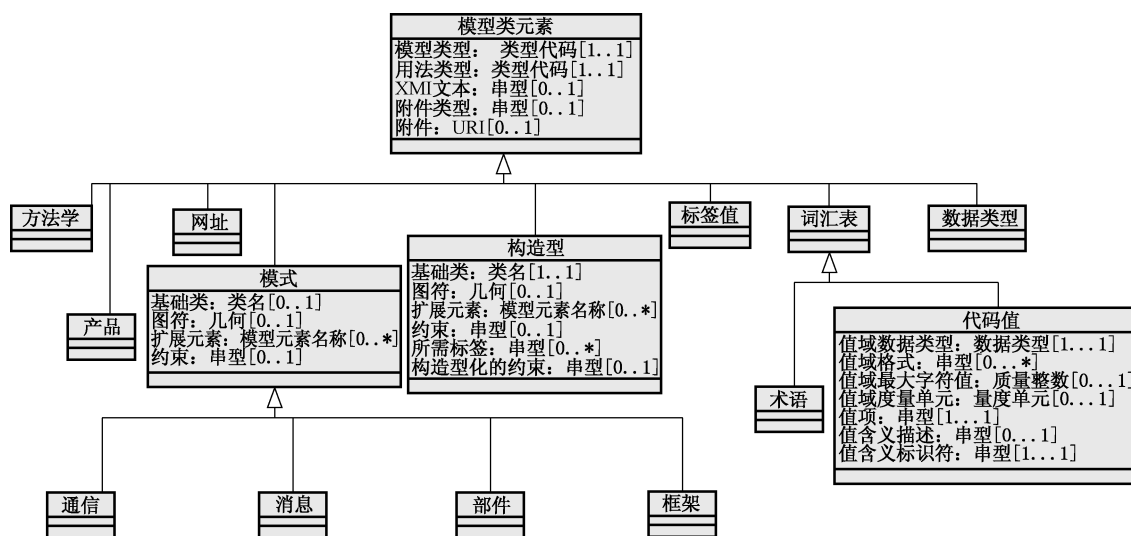 模型类元素
模型类型： 类型代码[1..1]
用法类型：类型代码[1..1]
XMI文本：串型[0..1]
附件类型：串型[0..1]
附件：URI[0..1]
方法学
网址
标签值
词汇表
数据类型
构造型
基础类：类名[1..1]
图符：几何[0..1]
扩展元素：模型元素名称[0..*]
约束：串型[0..1]
所需标签：串型[0..*]
构造型化的约束：串型[0..1]
模式
基础类：类名[0..1]
图符：几何[0..1]
扩展元素：模型元素名称[0..*]
约束：串型[0..1]
产品
代码值
值域数据类型：数据类型[1...1]
值域格式：串型[0...*]
值域最大字符值：质量整数[0...1]
值域度量单元：量度单元[0...1]
值项：串型[1...1]
值含义描述：串型[0...1]
值含义标识符：串型[1...1]
术语
通信
消息
部件
框架